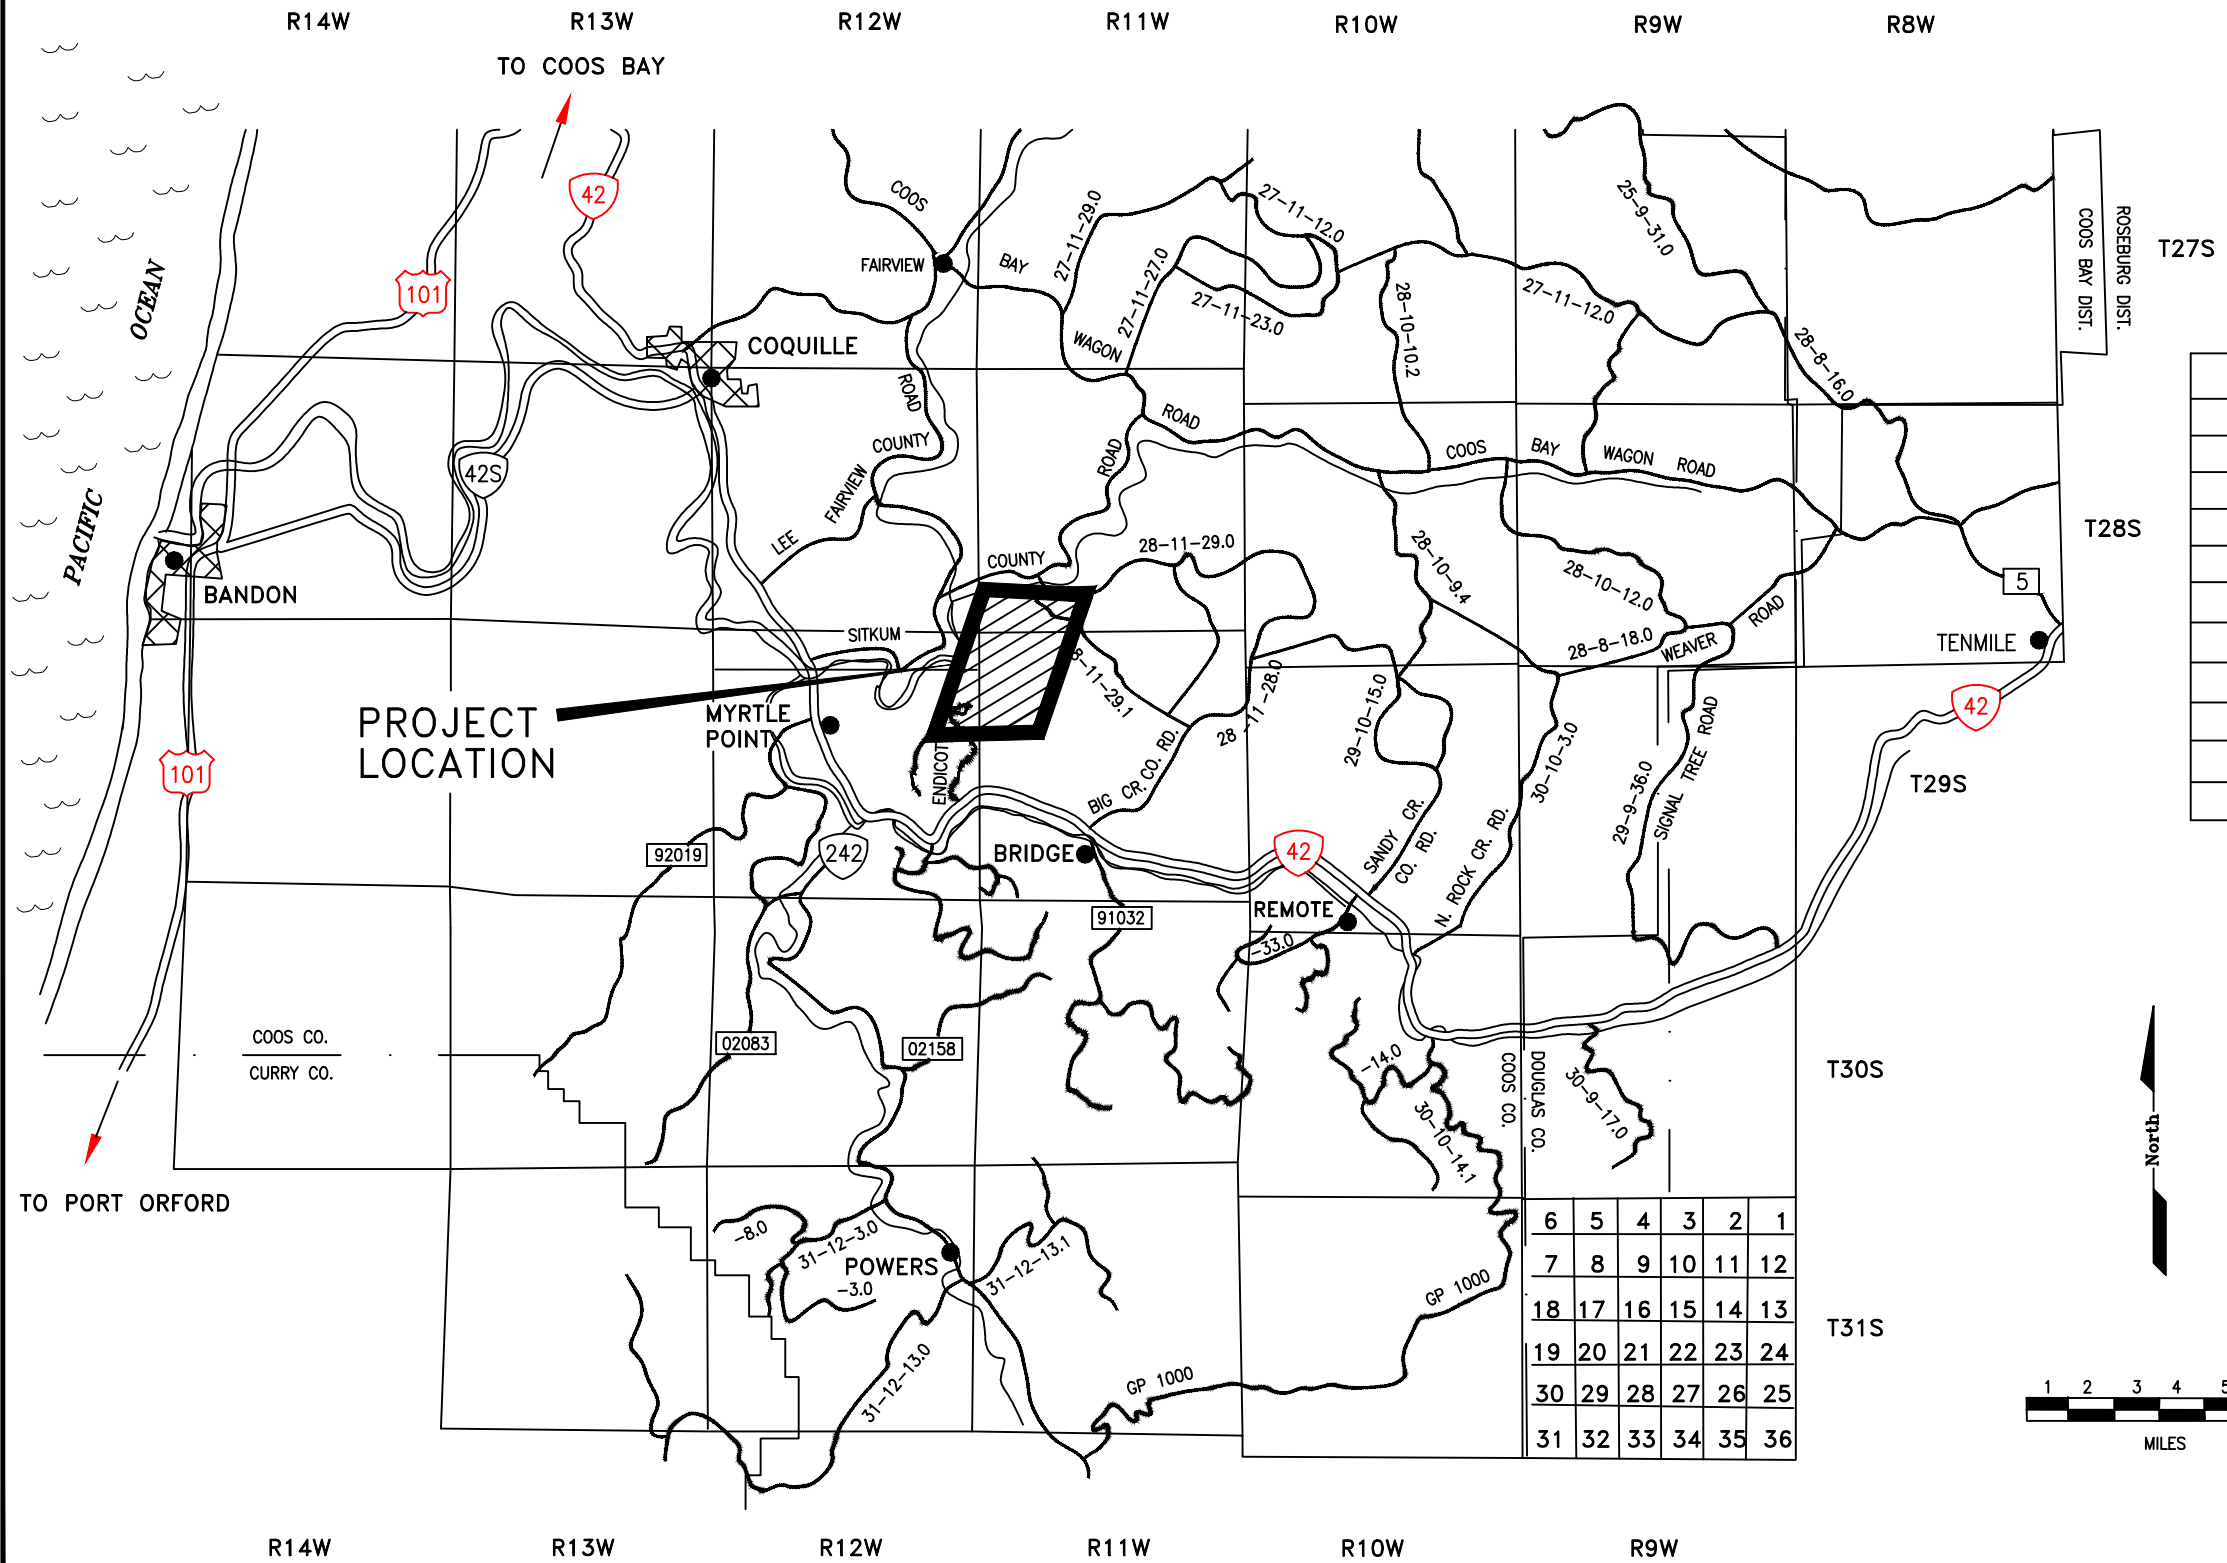 R14W R13W R12W R11W R10W R9W R8W
TO COOS BAY
42
COOS
27-11-29.0
27-11-12.0
25-9-31.0
ROSEBURG DIST.
COOS BAY DIST.
T27S
OCEAN
FAIRVIEW
BAY
27-11-27.0
101
27-11-23.0
28-10-10.2
27-11-12.0
COQUILLE
WAGON
28-8-16.0
ROAD
ROAD
COUNTY
ROAD
COOS BAY WAGON ROAD
42S
FAIRVIEW
LEE
PACIFIC
T28S
COUNTY
28-11-29.0
28-10-9.4
28-10-12.0
5
BANDON
SITKUM
ROAD
28-8-18.0
WEAVER
TENMILE
8-11-29.1
28-11-28.0
29-10-15.0
42
PROJECT
LOCATION
MYRTLE
POINT
SIGNAL TREE ROAD
30-10-3.0
101
ENDICOT
BIG CR. CO. RD.
29-9-36.0
T29S
SANDY CR.
CO. RD.
N. ROCK CR. RD.
92019
242
BRIDGE
42
REMOTE
91032
-33.0
COOS CO.
CURRY CO.
02083
02158
-14.0
DOUGLAS CO.
COOS CO.
30-9-17.0
T30S
30-10-14.1
North
TO PORT ORFORD
-8.0
31-12-3.0
POWERS
-3.0
31-12-13.1
GP 1000
6 5 4 3 2 1
7 8 9 10 11 12
18 17 16 15 14 13
19 20 21 22 23 24
30 29 28 27 26 25
31 32 33 34 35 36
T31S
31-12-13.0
GP 1000
1 2 3 4 5
MILES
R14W R13W R12W R11W R10W R9W